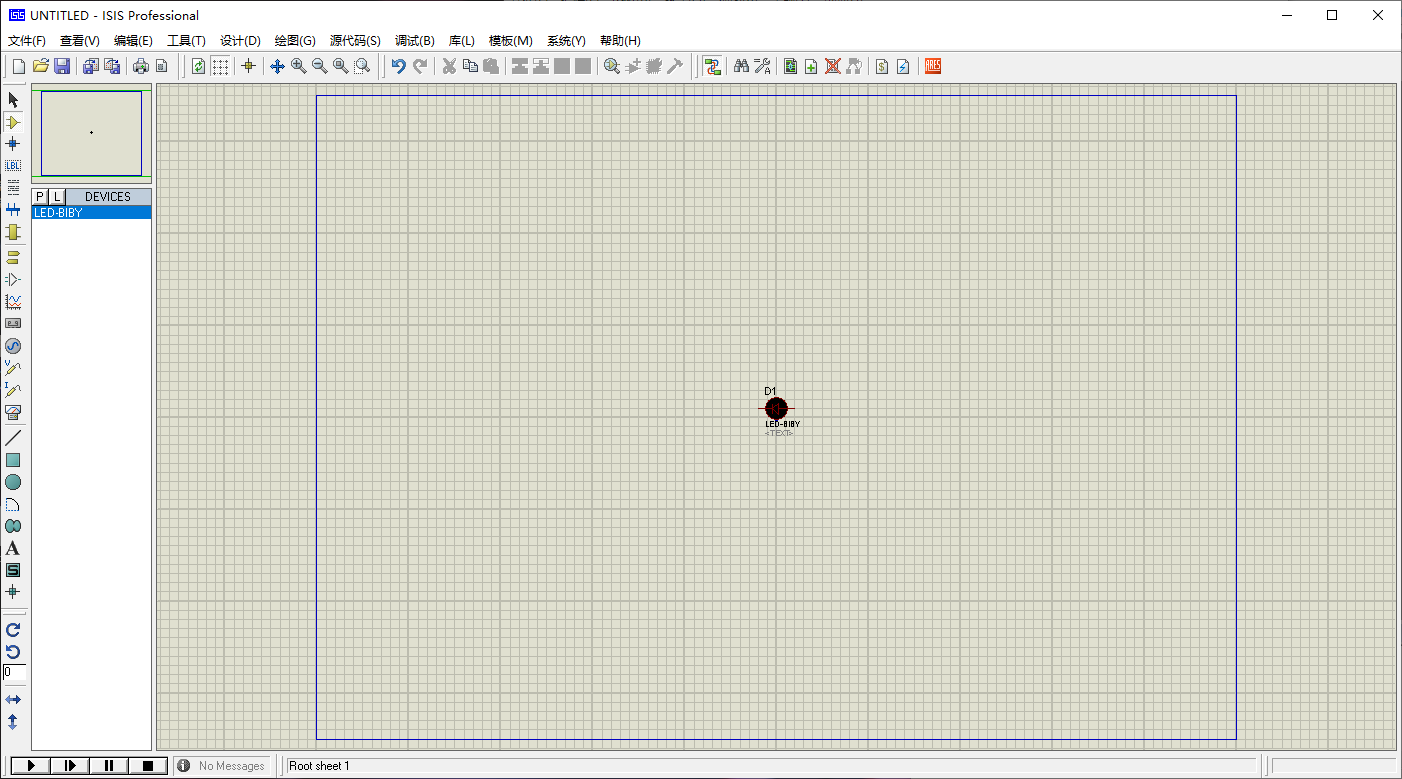 ISIS UNTITLED - ISIS Professional
文件(F) 查看(V) 编辑(E) 工具(T) 设计(D) 绘图(G) 源代码(S) 调试(B) 库(L) 模板(M) 系统(Y) 帮助(H)
ARES
LBL
P L DEVICES
LED-BIBY
D1
LED-BIBY
<TEXT>
V
I
A
S
0
No Messages
Root sheet 1